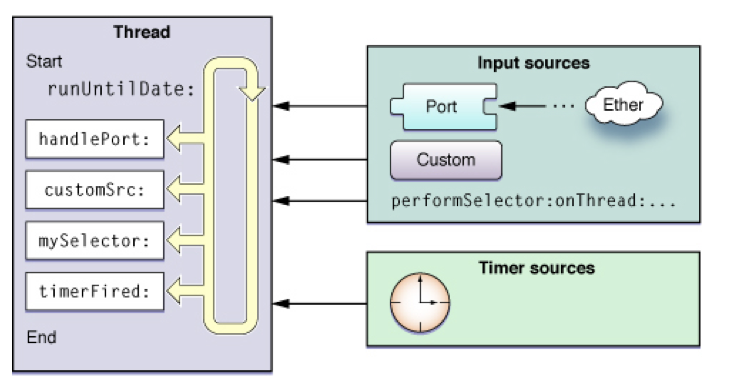 Thread
Start
runUntilDate:
handlePort:
customSrc:
mySelector:
timerFired:
End
Input sources
Port
...
Ether
Custom
performSelector:onThread:...
Timer sources